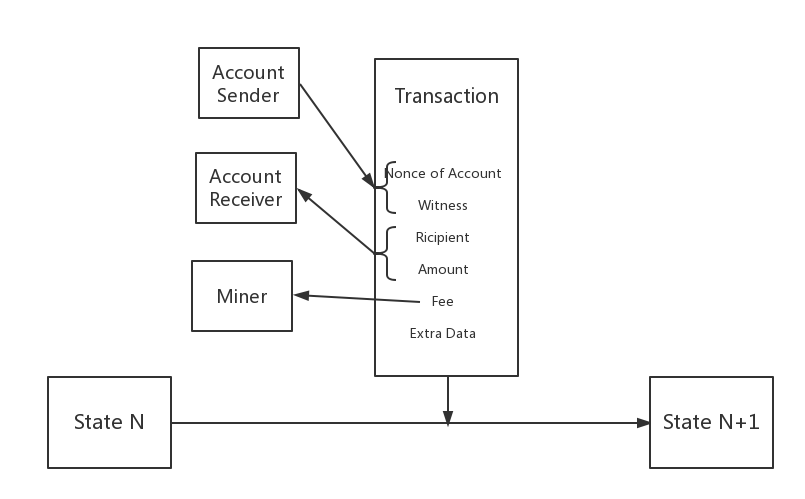 Account
Sender
Transaction
Account
Receiver
Nonce of Account
Witness
Ricipient
Amount
Miner
Fee
Extra Data
State N
State N+1